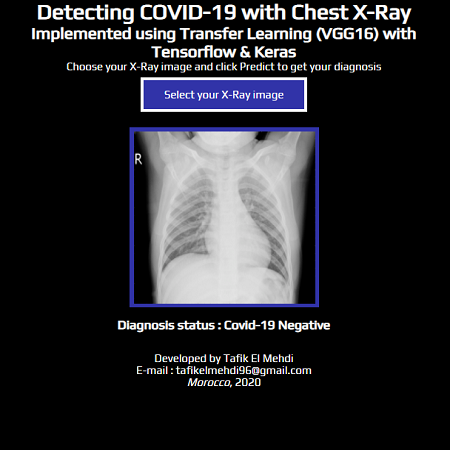 Detecting COVID-19 with Chest X-Ray
Implemented using Transfer Learning (VGG16) with
Tensorflow & Keras
Choose your X-Ray image and click Predict to get your diagnosis
Select your X-Ray image
R
Diagnosis status : Covid-19 Negative
Developed by Tafik El Mehdi
E-mail : tafikelmehdi96@gmail.com
Morocco, 2020